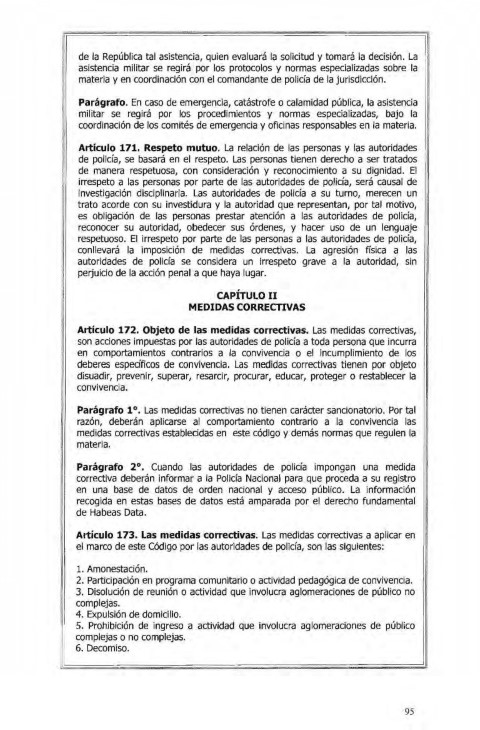 de la República tal asistencia, quien evaluará la solicitud y tomará la decisión. La
asistencia militar se regirá por los protocolos y normas especializadas sobre la
materia y en coordinación con el comandante de policía de la jurisdicción.
Parágrafo. En caso de emergencia, catástrofe o calamidad pública, la asistencia
militar se regirá por los procedimientos y normas especializadas, bajo la
coordinación de los comités de emergencia y oficinas responsables en la materia.
Artículo 171. Respeto mutuo. La relación de las personas y las autoridades
de policía, se basará en el respeto. Las personas tienen derecho a ser tratados
de manera respetuosa, con consideración y reconocimiento a su dignidad. El
irrespeto a las personas por parte de las autoridades de policía, será causal de
investigación disciplinaria. Las autoridades de policía a su turno, merecen un
trato acorde con su investidura y la autoridad que representan, por tal motivo,
es obligación de las personas prestar atención a las autoridades de policía,
reconocer su autoridad, obedecer sus órdenes, y hacer uso de un lenguaje
respetuoso. El irrespeto por parte de las personas a las autoridades de policía,
conllevará la imposición de medidas correctivas. La agresión física a las
autoridades de policía se considera un irrespeto grave a la autoridad, sin
perjuicio de la acción penal a que haya lugar.
CAPÍTULO II
MEDIDAS CORRECTIVAS
Artículo 172. Objeto de las medidas correctivas. Las medidas correctivas,
son acciones impuestas por las autoridades de policía a toda persona que incurra
en comportamientos contrarios a la convivencia o el incumplimiento de los
deberes específicos de convivencia. Las medidas correctivas tienen por objeto
disuadir, prevenir, superar, resarcir, procurar, educar, proteger o restablecer la
convivencia.
Parágrafo 1°. Las medidas correctivas no tienen carácter sancionatorio. Por tal
razón, deberán aplicarse al comportamiento contrario a la convivencia las
medidas correctivas establecidas en este código y demás normas que regulen la
materia.
Parágrafo 2°. Cuando las autoridades de policía impongan una medida
correctiva deberán informar a la Policía Nacional para que proceda a su registro
en una base de datos de orden nacional y acceso público. La información
recogida en estas bases de datos está amparada por el derecho fundamental
de Habeas Data.
Artículo 173. Las medidas correctivas. Las medidas correctivas a aplicar en
el marco de este Código por las autoridades de policía, son las siguientes:
1. Amonestación.
2. Participación en programa comunitario o actividad pedagógica de convivencia.
3. Disolución de reunión o actividad que involucra aglomeraciones de público no
complejas.
4. Expulsión de domicilio.
5. Prohibición de ingreso a actividad que involucra aglomeraciones de público
complejas o no complejas.
6. Decomiso.
95